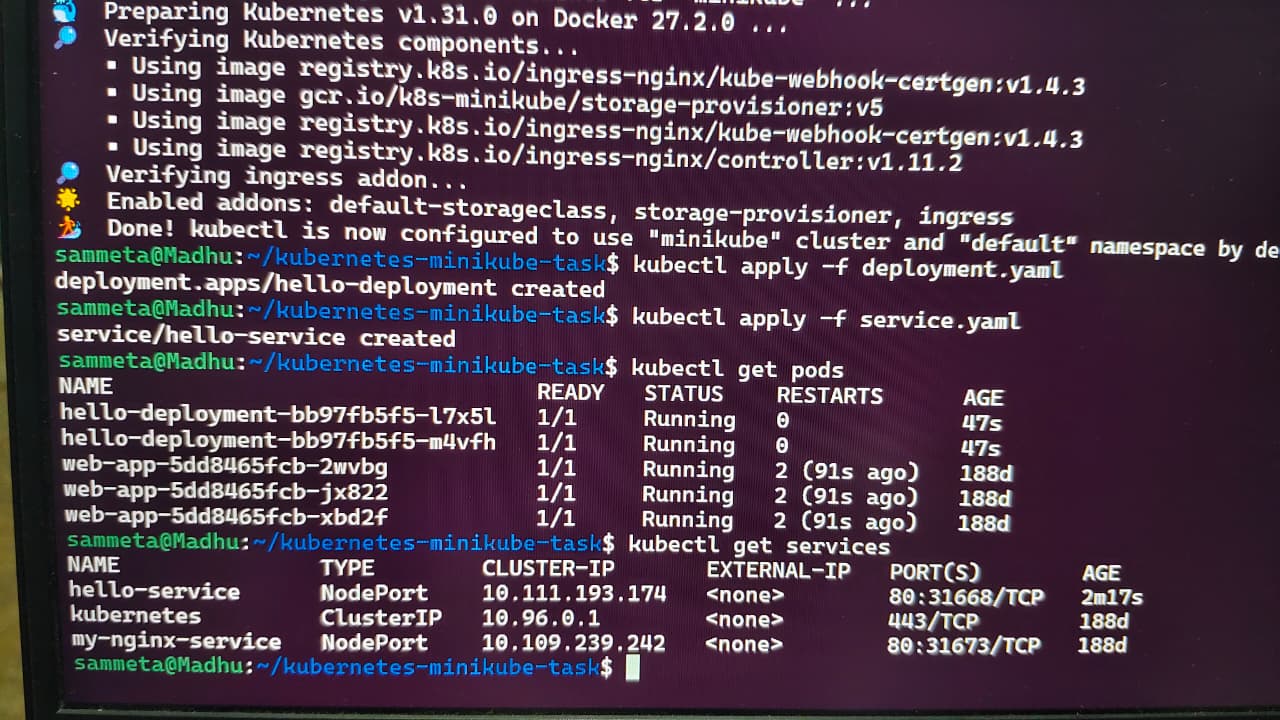 Preparing Kubernetes v1.31.0 on Docker 27.2.0 ...
Verifying Kubernetes components...
▪ Using image registry.k8s.io/ingress-nginx/kube-webhook-certgen:v1.4.3
▪ Using image gcr.io/k8s-minikube/storage-provisioner:v5
▪ Using image registry.k8s.io/ingress-nginx/kube-webhook-certgen:v1.4.3
▪ Using image registry.k8s.io/ingress-nginx/controller:v1.11.2
Verifying ingress addon...
Enabled addons: default-storageclass, storage-provisioner, ingress
Done! kubectl is now configured to use "minikube" cluster and "default" namespace by de
sammeta@Madhu:~/kubernetes-minikube-task$ kubectl apply -f deployment.yaml
deployment.apps/hello-deployment created
sammeta@Madhu:~/kubernetes-minikube-task$ kubectl apply -f service.yaml
service/hello-service created
sammeta@Madhu:~/kubernetes-minikube-task$ kubectl get pods
NAME READY STATUS RESTARTS AGE
hello-deployment-bb97fb5f5-l7x5l 1/1 Running 0 47s
hello-deployment-bb97fb5f5-m4vfh 1/1 Running 0 47s
web-app-5dd8465fcb-2wvbg 1/1 Running 2 (91s ago) 188d
web-app-5dd8465fcb-jx822 1/1 Running 2 (91s ago) 188d
web-app-5dd8465fcb-xbd2f 1/1 Running 2 (91s ago) 188d
sammeta@Madhu:~/kubernetes-minikube-task$ kubectl get services
NAME TYPE CLUSTER-IP EXTERNAL-IP PORT(S) AGE
hello-service NodePort 10.111.193.174 <none> 80:31668/TCP 2m17s
kubernetes ClusterIP 10.96.0.1 <none> 443/TCP 188d
my-nginx-service NodePort 10.109.239.242 <none> 80:31673/TCP 188d
sammeta@Madhu:~/kubernetes-minikube-task$